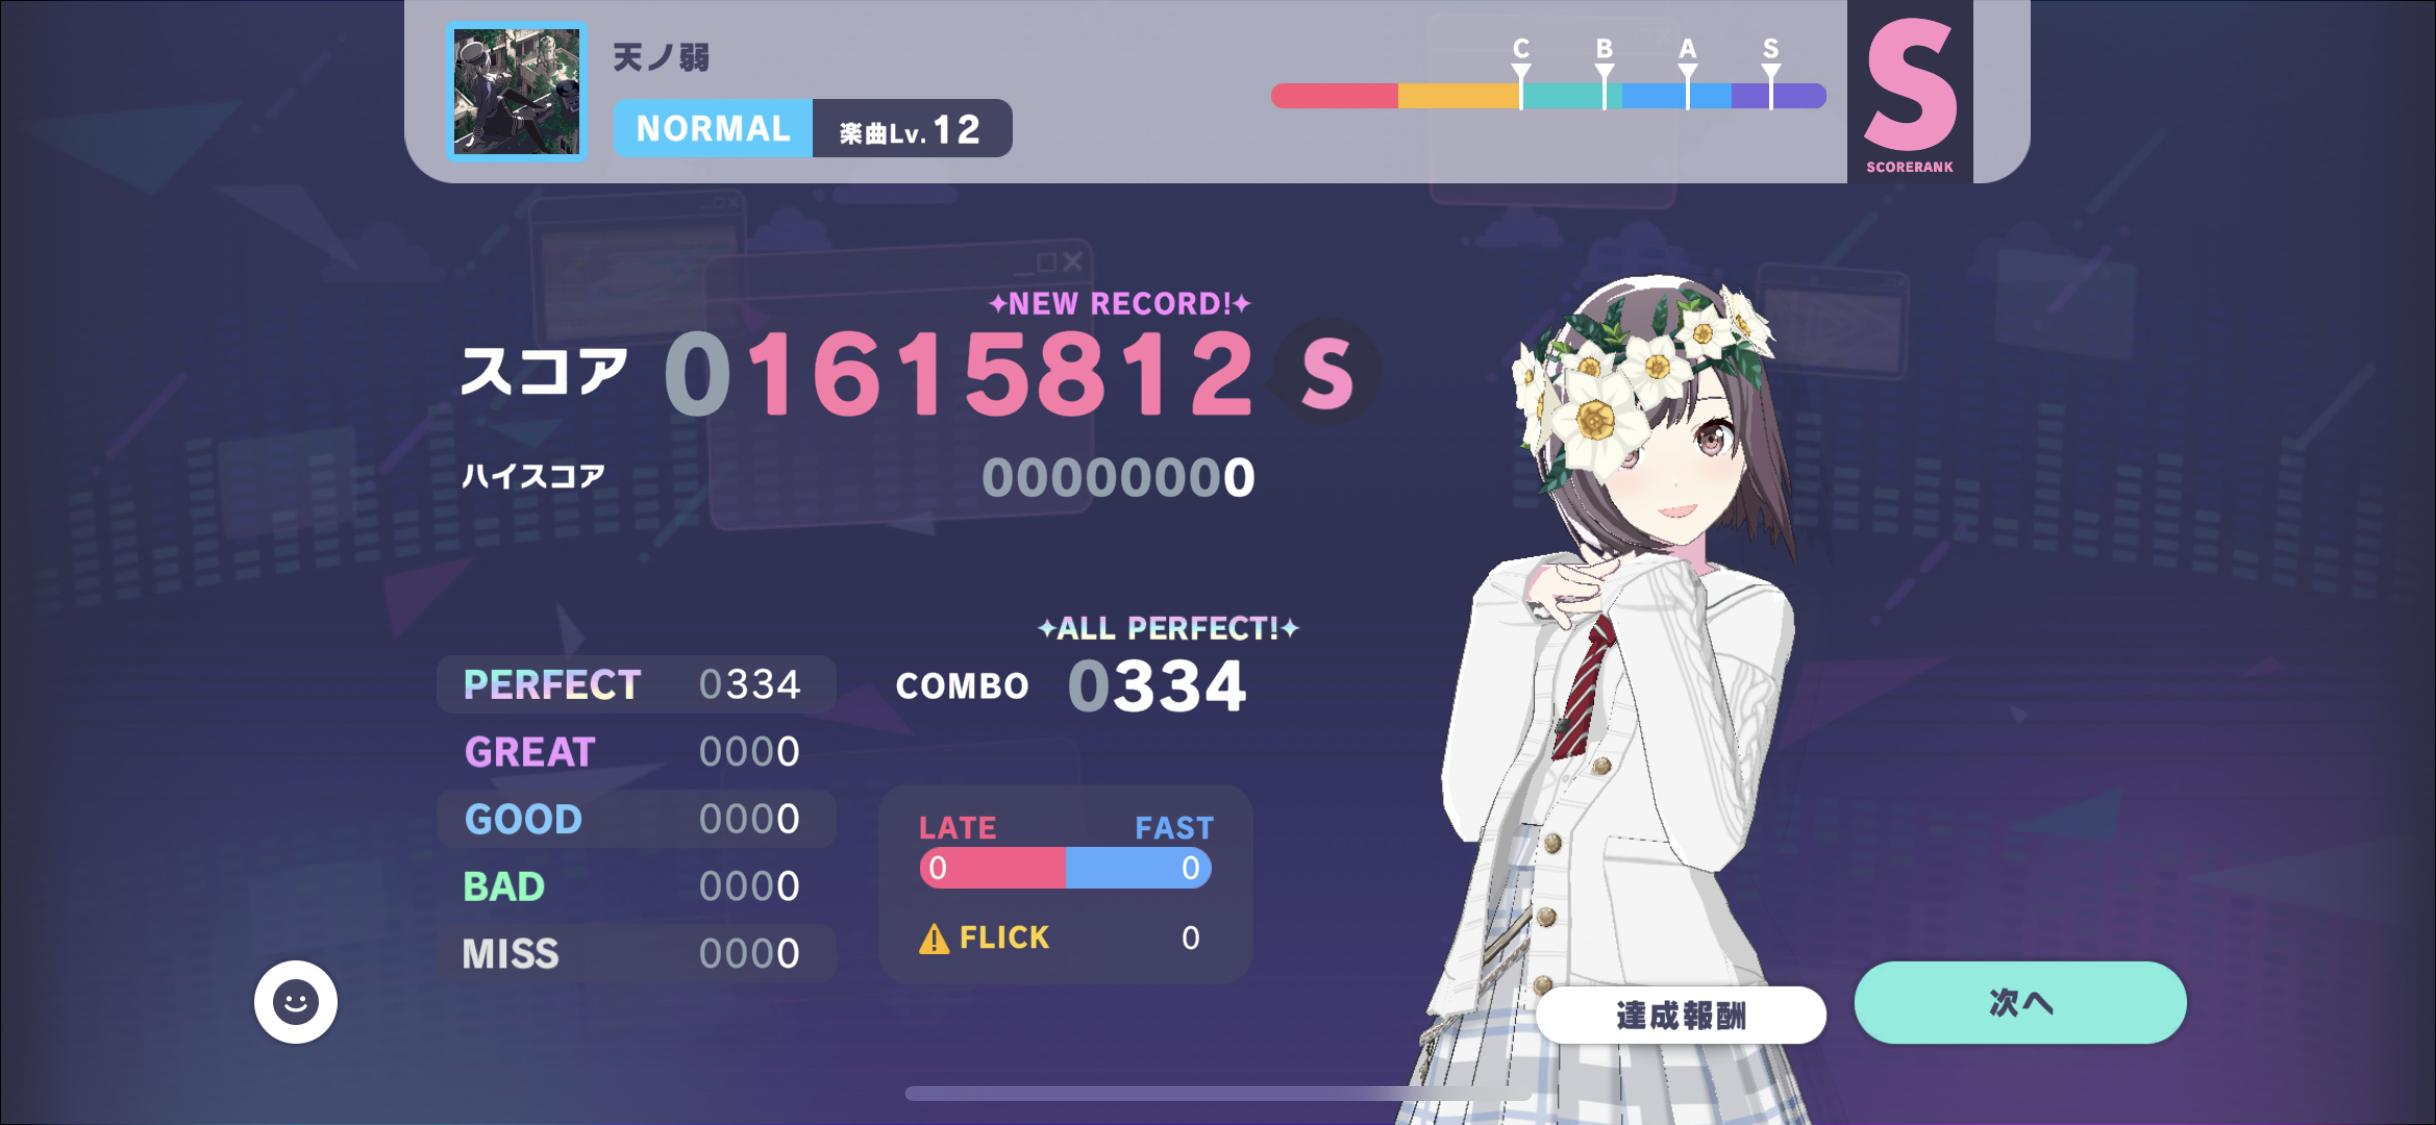 天ノ弱
NORMAL 楽曲Lv.12
C B A S
S
SCORERANK
NEW RECORD!
スコア 01615812 S
ハイスコア 00000000
ALL PERFECT!
PERFECT 0334
COMBO 0334
GREAT 0000
GOOD 0000
BAD 0000
MISS 0000
LATE FAST
0 0
FLICK 0
達成報酬
次へ